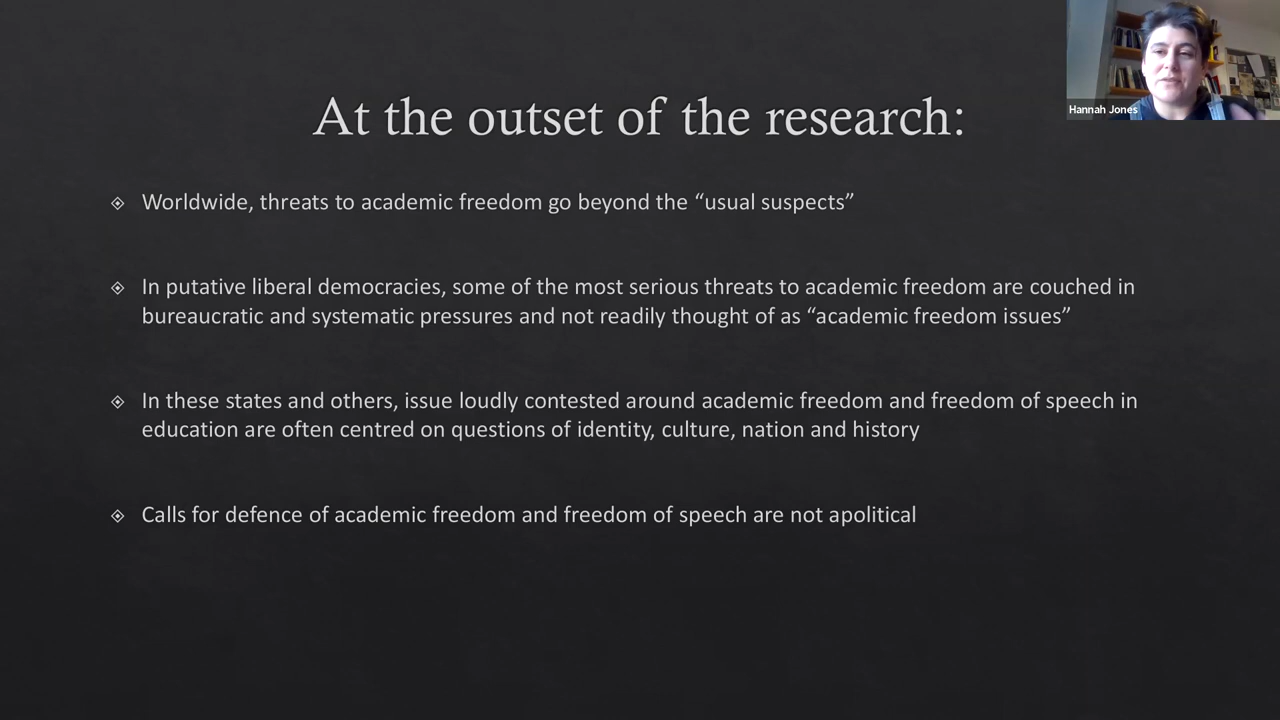 Hannah Jones
At the outset of the research:
Worldwide, threats to academic freedom go beyond the “usual suspects”
In putative liberal democracies, some of the most serious threats to academic freedom are couched in
bureaucratic and systematic pressures and not readily thought of as “academic freedom issues”
In these states and others, issue loudly contested around academic freedom and freedom of speech in
education are often centred on questions of identity, culture, nation and history
Calls for defence of academic freedom and freedom of speech are not apolitical